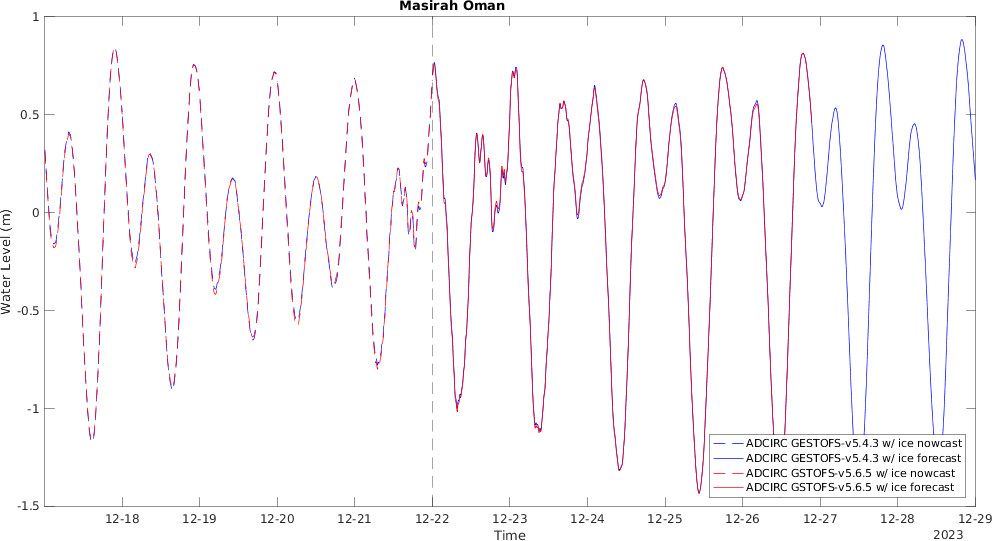 Masirah Oman
1
0.5
0
-0.5
-1
-1.5
Water Level (m)
ADCIRC GESTOFS-v5.4.3 w/ ice nowcast
ADCIRC GESTOFS-v5.4.3 w/ ice forecast
ADCIRC GSTOFS-v5.6.5 w/ ice nowcast
ADCIRC GSTOFS-v5.6.5 w/ ice forecast
12-18 12-19 12-20 12-21 12-22 12-23 12-24 12-25 12-26 12-27 12-28 12-29
Time
2023